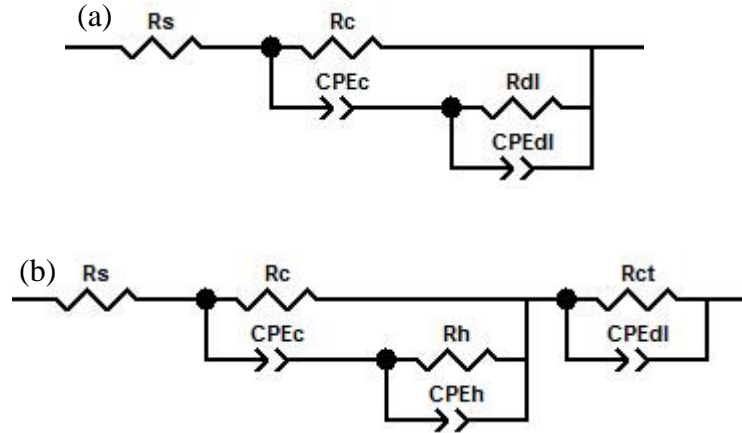 (a)
Rs Rc
CPEc Rdl
CPEdl
(b)
Rs Rc Rct
CPEc Rh CPEdl
CPEh